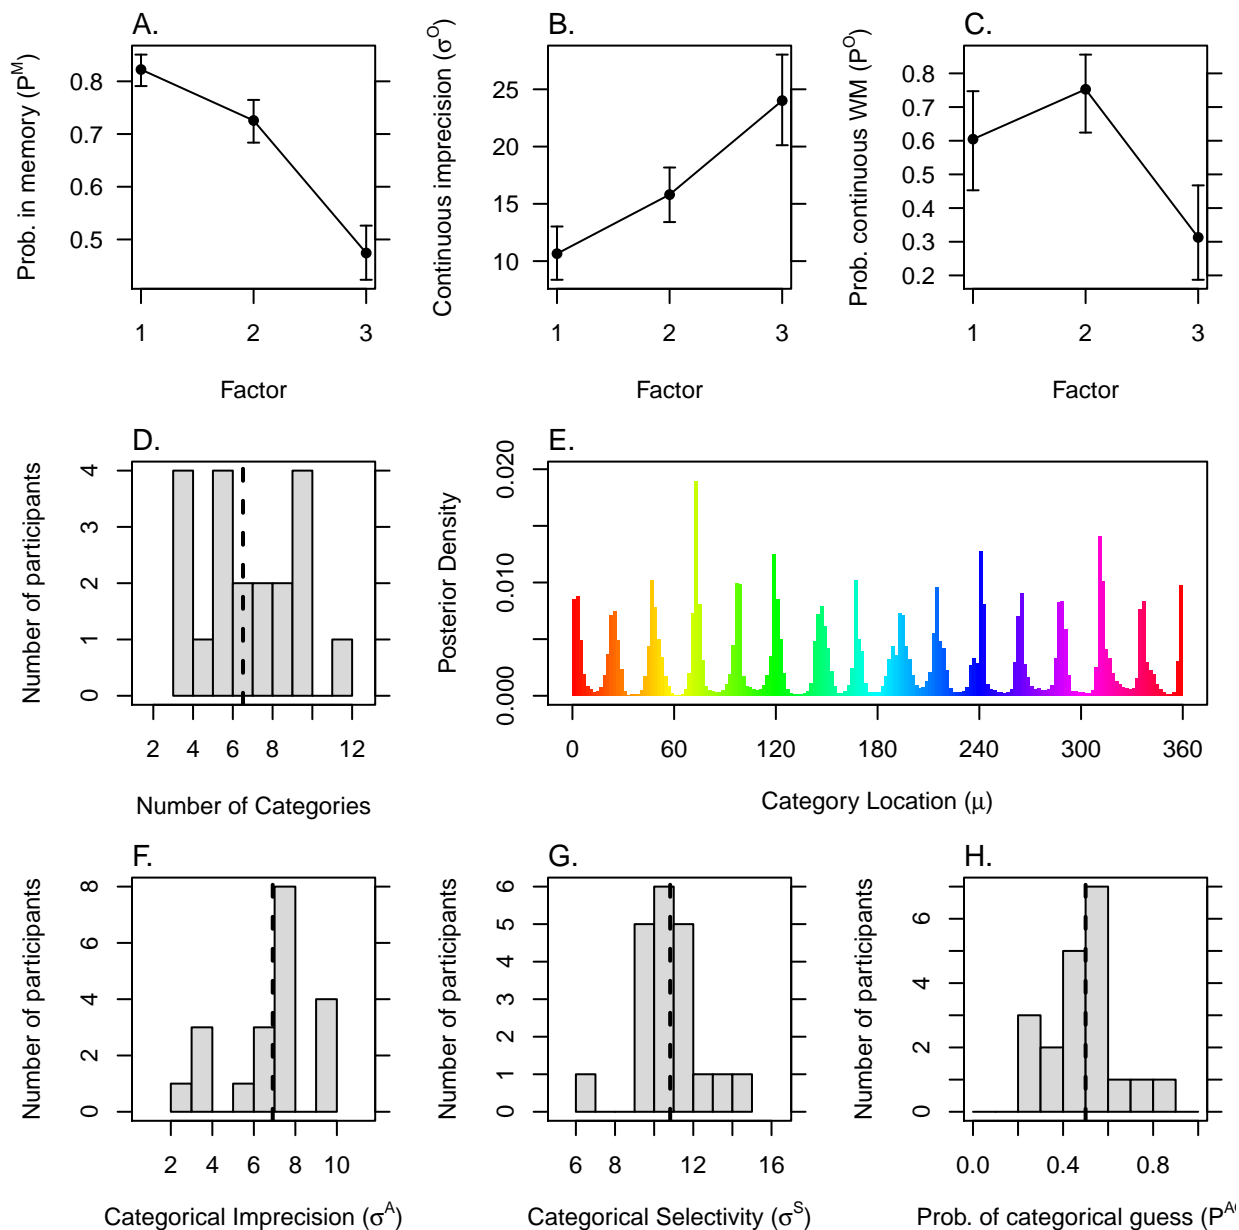 A.
Prob. in memory (P^M)
0.8
0.7
0.6
0.5
1 2 3
Factor
B.
Continuous imprecision (σ^O)
25
20
15
10
1 2 3
Factor
C.
Prob. continuous WM (P^O)
0.8
0.7
0.6
0.5
0.4
0.3
0.2
1 2 3
Factor
D.
Number of participants
4
3
2
1
0
2 4 6 8 12
Number of Categories
E.
Posterior Density
0.020
0.010
0.000
0 60 120 180 240 300 360
Category Location (μ)
F.
Number of participants
8
6
4
2
0
2 4 6 8 10
Categorical Imprecision (σ^A)
G.
Number of participants
6
5
4
3
2
1
0
6 8 12 16
Categorical Selectivity (σ^S)
H.
Number of participants
6
4
2
0
0.0 0.4 0.8
Prob. of categorical guess (P^A